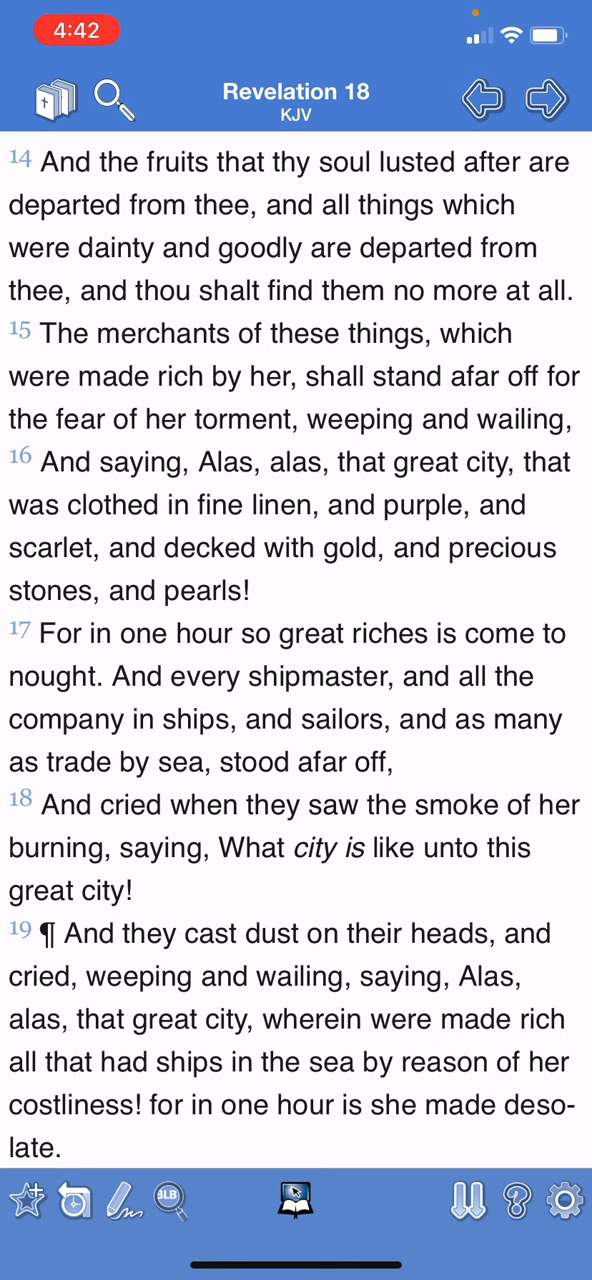 4:42
Revelation 18
KJV
14 And the fruits that thy soul lusted after are
departed from thee, and all things which
were dainty and goodly are departed from
thee, and thou shalt find them no more at all.
15 The merchants of these things, which
were made rich by her, shall stand afar off for
the fear of her torment, weeping and wailing,
16 And saying, Alas, alas, that great city, that
was clothed in fine linen, and purple, and
scarlet, and decked with gold, and precious
stones, and pearls!
17 For in one hour so great riches is come to
nought. And every shipmaster, and all the
company in ships, and sailors, and as many
as trade by sea, stood afar off,
18 And cried when they saw the smoke of her
burning, saying, What city is like unto this
great city!
19 ¶ And they cast dust on their heads, and
cried, weeping and wailing, saying, Alas,
alas, that great city, wherein were made rich
all that had ships in the sea by reason of her
costliness! for in one hour is she made deso-
late.
BLB